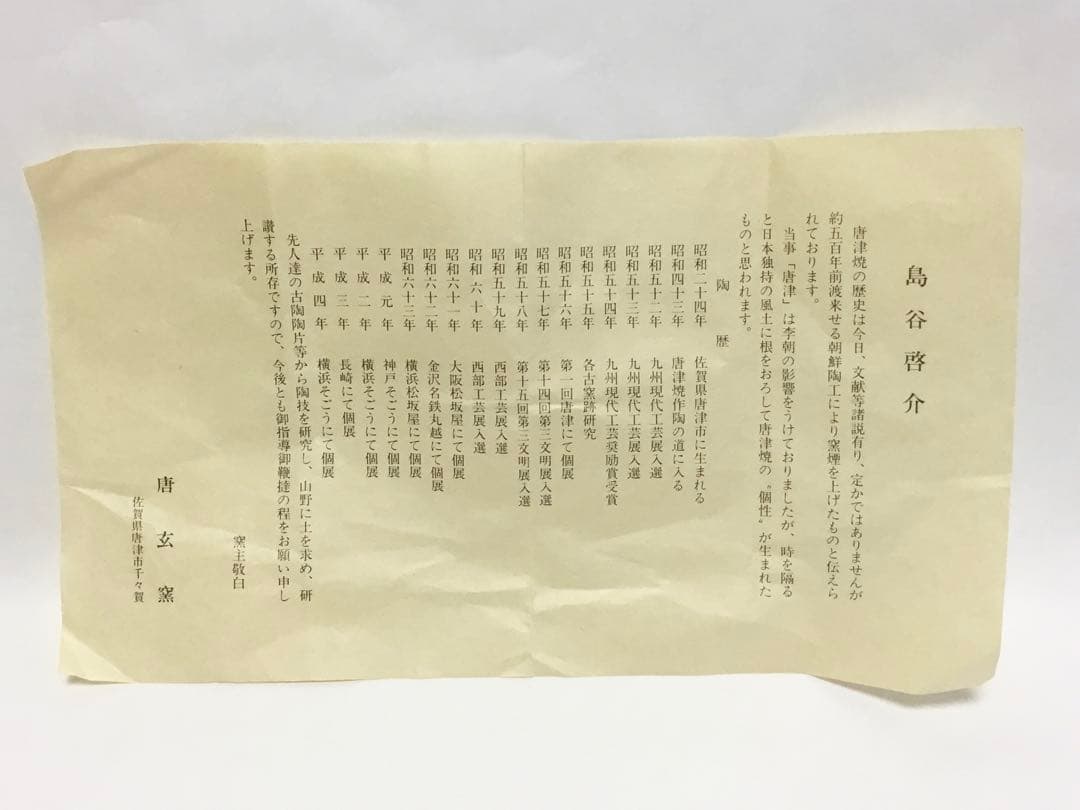 島谷啓介
唐津焼の歴史は今日、文献等諸説有り、定かではありませんが
約五百年前渡来せる朝鮮陶工により窯煙を上げたものと伝えら
れております。
当事「唐津」は李朝の影響をうけておりましたが、時を隔る
と日本独持の風土に根をおろして唐津焼の〝個性〟が生まれた
ものと思われます。
陶歴
昭和二十四年 佐賀県唐津市に生まれる
昭和四十三年 唐津焼作陶の道に入る
昭和五十二年 九州現代工芸展入選
昭和五十三年 九州現代工芸展入選
昭和五十四年 九州現代工芸奨励賞受賞
昭和五十五年 各古窯跡研究
昭和五十六年 第一回唐津にて個展
昭和五十七年 第十四回第三文明展入選
昭和五十八年 第十五回第三文明展入選
昭和五十九年 西部工芸展入選
昭和六十年 西部工芸展入選
昭和六十一年 大阪松坂屋にて個展
昭和六十二年 金沢名鉄丸越にて個展
昭和六十三年 横浜松坂屋にて個展
平成元年 神戸そごうにて個展
平成二年 横浜そごうにて個展
平成三年 長崎にて個展
平成四年 横浜そごうにて個展
先人達の古陶陶片等から陶技を研究し、山野に土を求め、研
讃する所存ですので、今後とも御指導御鞭撻の程をお願い申し
上げます。
窯主敬白
唐玄窯
佐賀県唐津市千々賀